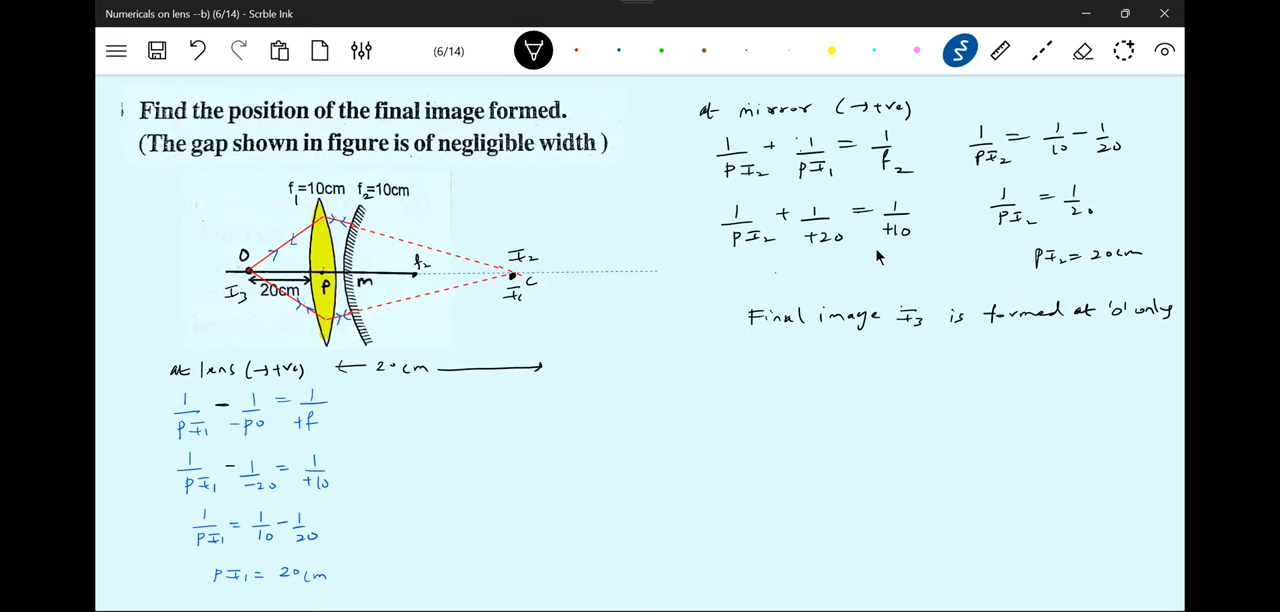 Numericals on lens --b) (6/14) - Scrble Ink
(6/14)
Find the position of the final image formed.
(The gap shown in figure is of negligible width )
f₁=10cm f₂=10cm
O
L
I₃
20cm
P
m
f₂
I₂
C
I₁
← 20cm →
at lens (→+ve)
1/PI₁ - 1/-PO = 1/+f
1/PI₁ - 1/-20 = 1/+10
1/PI₁ = 1/10 - 1/20
PI₁ = 20cm
at mirror (→+ve)
1/PI₂ + 1/PI₁ = 1/f₂
1/PI₂ + 1/+20 = 1/+10
1/PI₂ = 1/10 - 1/20
1/PI₂ = 1/20.
PI₂ = 20cm
Final image I₃ is formed at 'o' only